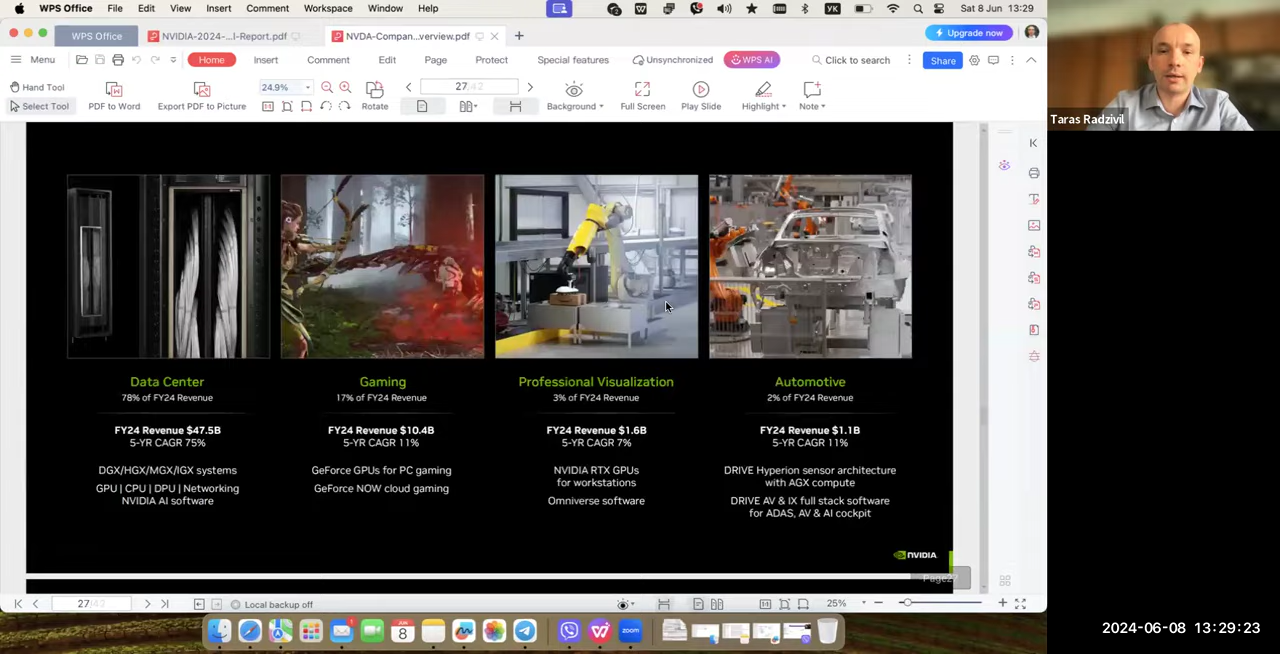 WPS Office File Edit View Insert Comment Workspace Window Help УК Sat 8 Jun 13:29
WPS Office NVIDIA-2024-...l-Report.pdf NVDA-Compan...verview.pdf Upgrade now
Menu Home Insert Comment Edit Page Protect Special features Unsynchronized WPS AI Click to search Share
Hand Tool
Select Tool
PDF to Word
Export PDF to Picture
24.9%
Rotate
27/42
Background
Full Screen
Play Slide
Highlight
Note
Taras Radzivil
Data Center
78% of FY24 Revenue
FY24 Revenue $47.5B
5-YR CAGR 75%
DGX/HGX/MGX/IGX systems
GPU | CPU | DPU | Networking
NVIDIA AI software
Gaming
17% of FY24 Revenue
FY24 Revenue $10.4B
5-YR CAGR 11%
GeForce GPUs for PC gaming
GeForce NOW cloud gaming
Professional Visualization
3% of FY24 Revenue
FY24 Revenue $1.6B
5-YR CAGR 7%
NVIDIA RTX GPUs
for workstations
Omniverse software
Automotive
2% of FY24 Revenue
FY24 Revenue $1.1B
5-YR CAGR 11%
DRIVE Hyperion sensor architecture
with AGX compute
DRIVE AV & IX full stack software
for ADAS, AV & AI cockpit
NVIDIA
27/42
Local backup off
25%
JUN
8
zoom
2024-06-08 13:29:23